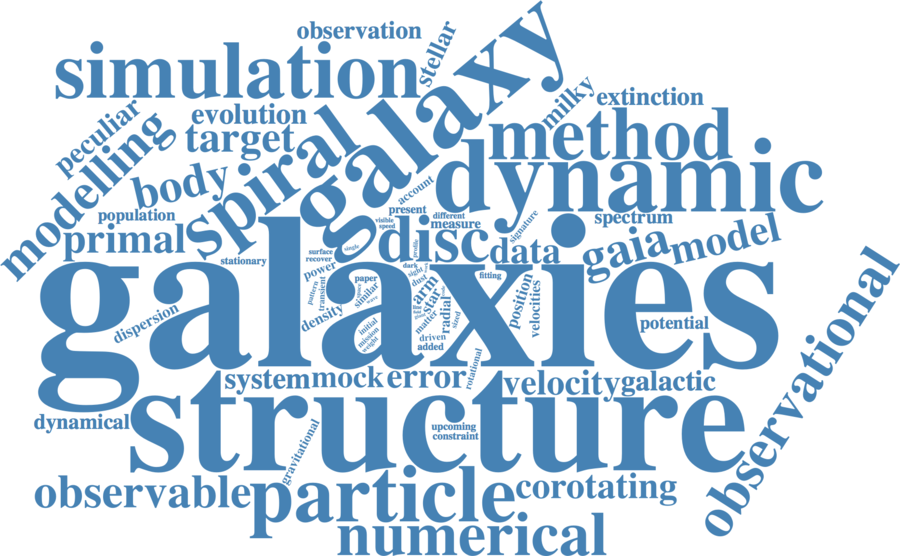 observation
stellar
galaxy
simulation
milky
extinction
peculiar
evolution
target
method
modelling
spiral
dynamic
body
account
population
present
different
visible
speed
measure
signature
spectrum
primal
disc
data
gaia
model
stationary
surface
recover
single
profile
power
dark
sight
dust
paper
similar
fitting
galaxies
pattern
transient
arm
star
position
velocities
density
matter
radial
sized
dispersion
initial
mission
weight
driven
added
potential
observational
rotational
system
mock
error
velocity
galactic
dynamical
structure
upcoming
constraint
gravitational
observable
particle
corotating
numerical